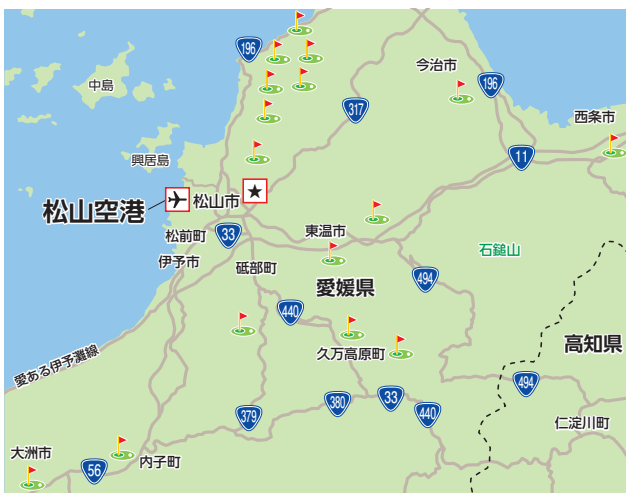 196
中島
今治市
196
317
西条市
11
興居島
松山空港
松山市
松前町
33
東温市
伊予市
砥部町
石鎚山
494
愛媛県
440
高知県
久万高原町
愛ある伊予灘線
494
380
33
379
440
仁淀川町
大洲市
56
内子町